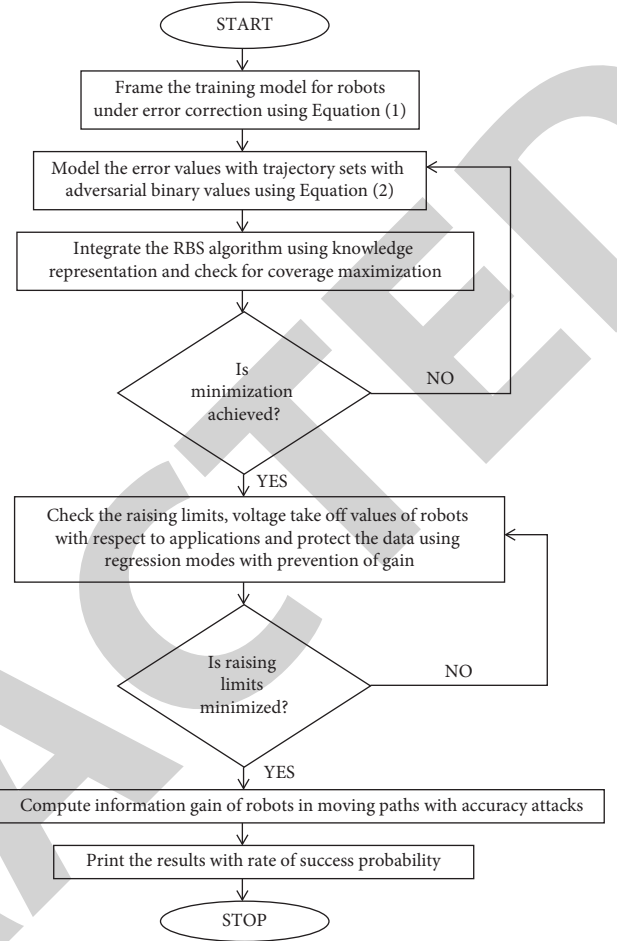 START
Frame the training model for robots
under error correction using Equation (1)
Model the error values with trajectory sets with
adversarial binary values using Equation (2)
Integrate the RBS algorithm using knowledge
representation and check for coverage maximization
Is
minimization
achieved?
NO
YES
Check the raising limits, voltage take off values of robots
with respect to applications and protect the data using
regression modes with prevention of gain
Is raising
limits
minimized?
NO
YES
Compute information gain of robots in moving paths with accuracy attacks
Print the results with rate of success probability
STOP
ACTED